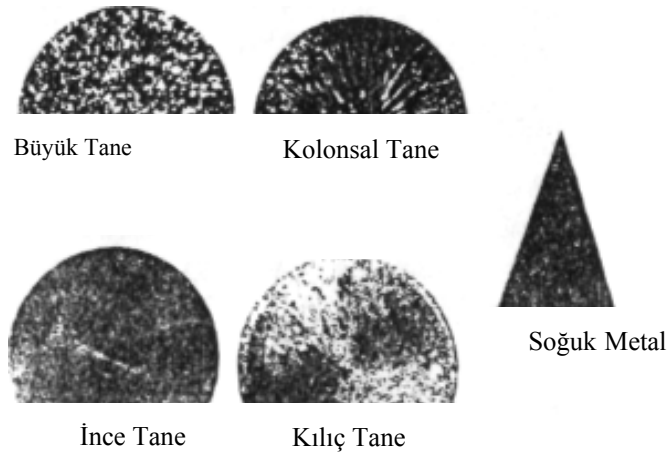 Büyük Tane
Kolonsal Tane
Soğuk Metal
İnce Tane
Kılıç Tane